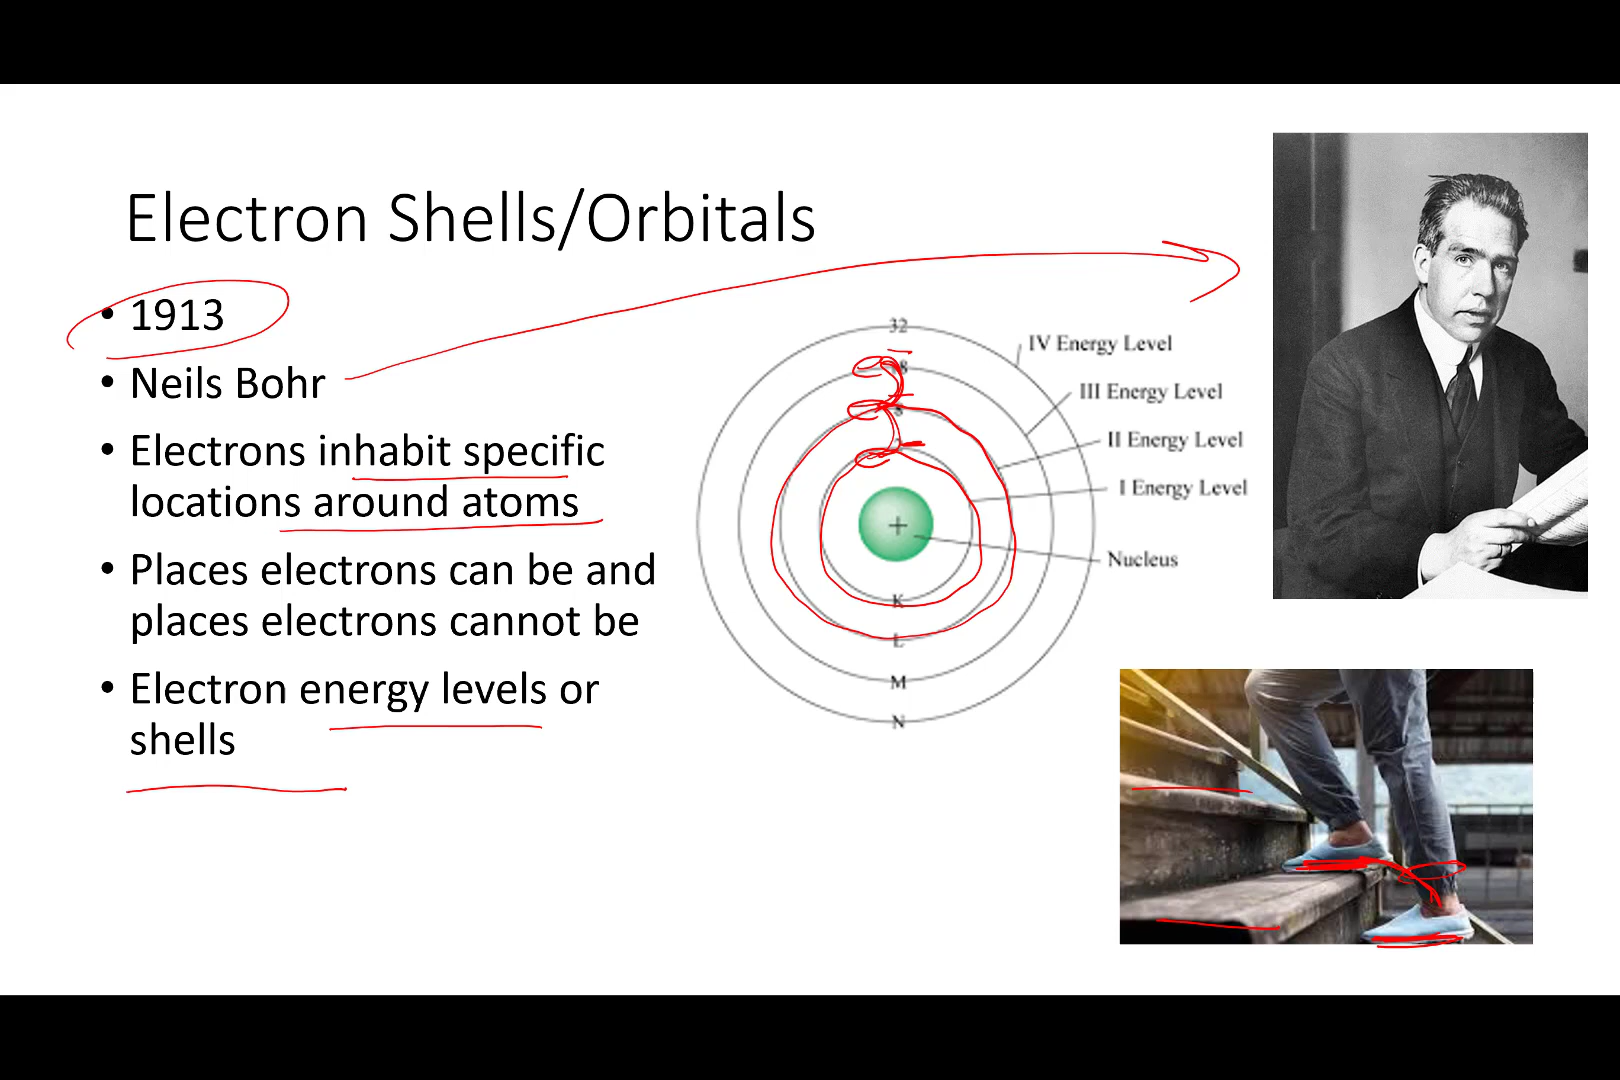 Electron Shells/Orbitals
• 1913
• Neils Bohr
• Electrons inhabit specific
locations around atoms
• Places electrons can be and
places electrons cannot be
• Electron energy levels or
shells
32
8
IV Energy Level
III Energy Level
II Energy Level
I Energy Level
+
Nucleus
K
L
M
N